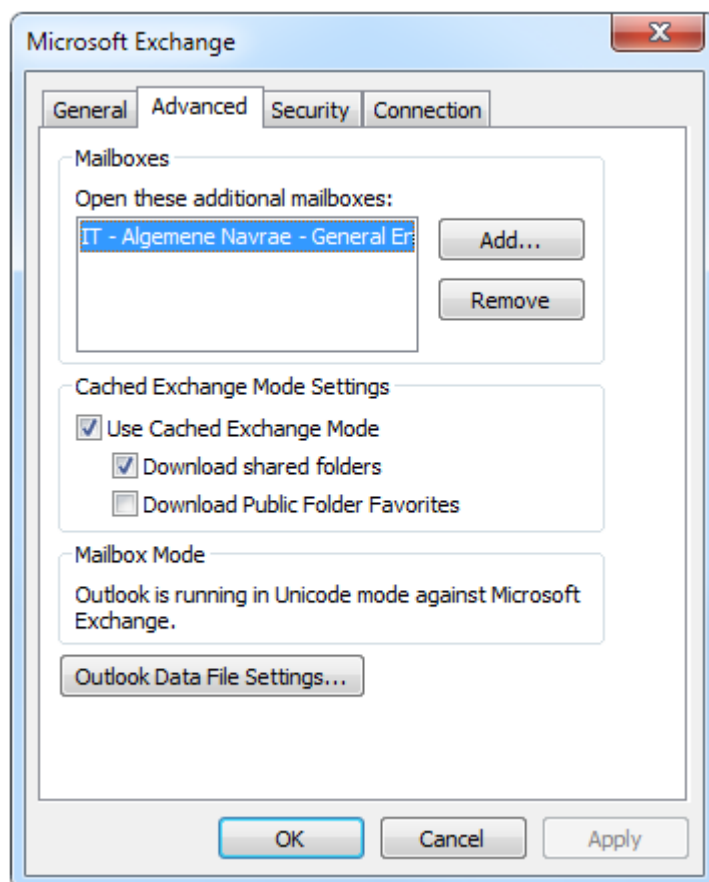 Microsoft Exchange
General
Advanced
Security
Connection
Mailboxes
Open these additional mailboxes:
IT - Algemene Navrae - General
Add...
Remove
Cached Exchange Mode Settings
Use Cached Exchange Mode
Download shared folders
Download Public Folder Favorites
Mailbox Mode
Outlook is running in Unicode mode against Microsoft
Exchange.
Outlook Data File Settings...
OK
Cancel
Apply